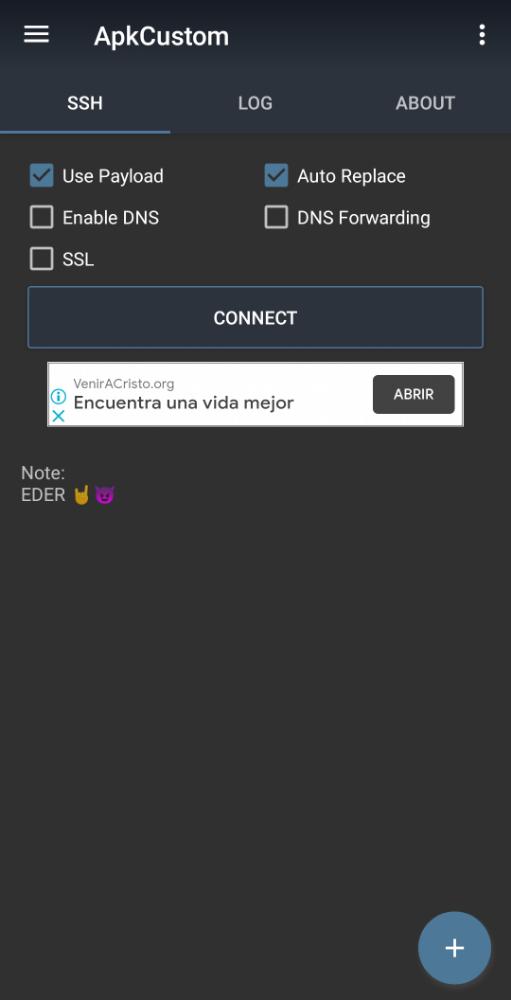 ApkCustom
SSH LOG ABOUT
Use Payload Auto Replace
Enable DNS DNS Forwarding
SSL
CONNECT
VenirACristo.org
Encuentra una vida mejor
ABRIR
Note:
EDER 🤘😈